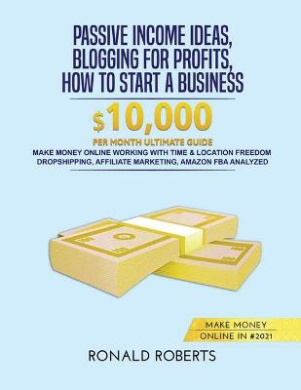 PASSIVE INCOME IDEAS,
BLOGGING FOR PROFITS,
HOW TO START A BUSINESS
$10,000
PER MONTH ULTIMATE GUIDE
MAKE MONEY ONLINE WORKING WITH TIME & LOCATION FREEDOM
DROPSHIPPING, AFFILIATE MARKETING, AMAZON FBA ANALYZED
MAKE MONEY
ONLINE IN #2021
RONALD ROBERTS